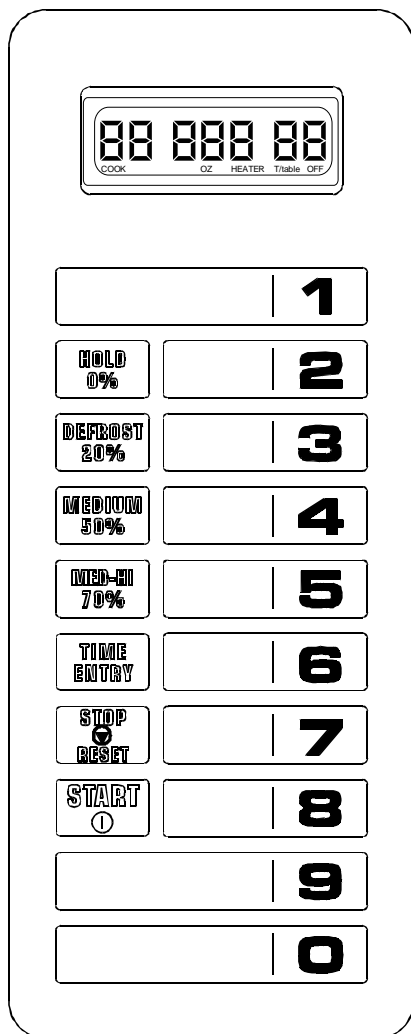 88 888 88
COOK OZ HEATER T/table OFF
1
HOLD
0%
2
DEFROST
20%
3
MEDIUM
50%
4
MED-HI
70%
5
TIME
ENTRY
6
STOP
RESET
7
START
8
9
0